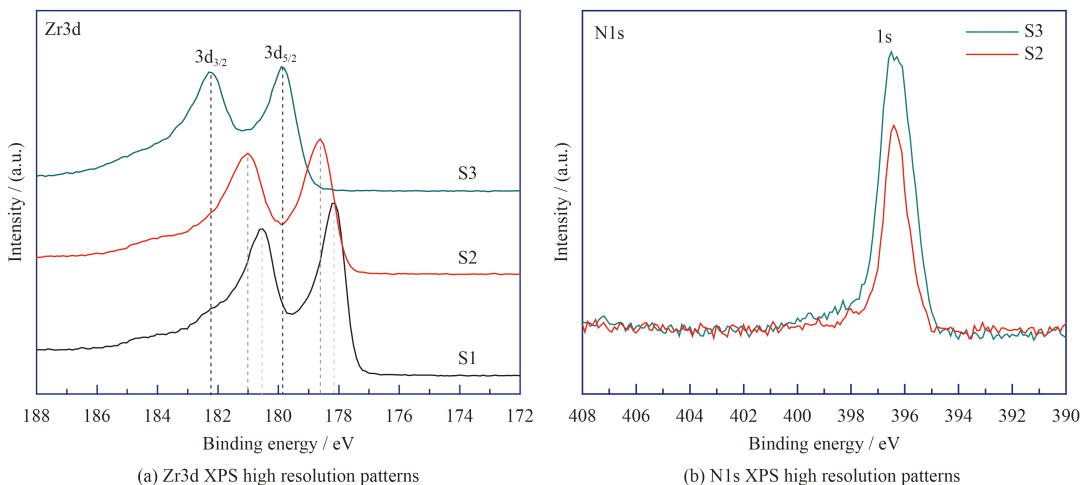 Zr3d
3d3/2
3d5/2
S3
S2
S1
Intensity / (a.u.)
188 186 184 182 180 178 176 174 172
Binding energy / eV
(a) Zr3d XPS high resolution patterns
N1s
1s
S3
S2
Intensity / (a.u.)
408 406 404 402 400 398 396 394 392 390
Binding energy / eV
(b) N1s XPS high resolution patterns